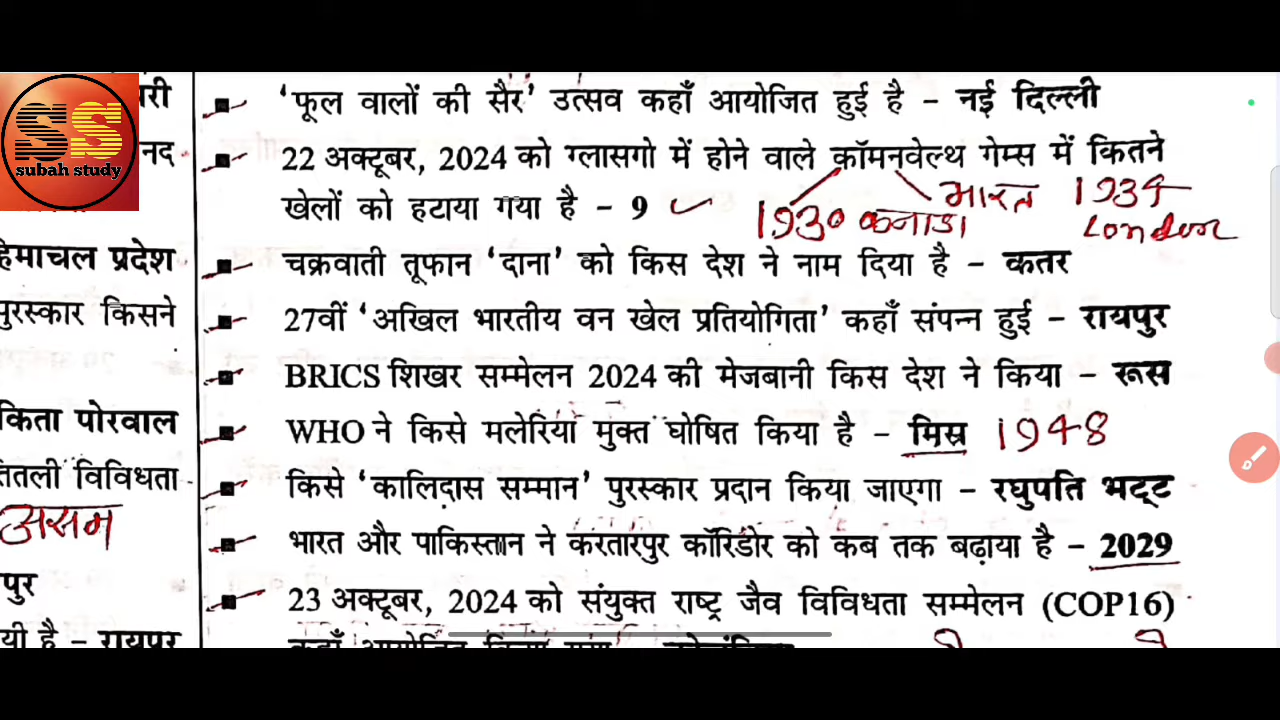 SS
subah study
री
नद
हिमाचल प्रदेश
पुरस्कार किसने
किता पोरवाल
तितली विविधता
असम
पुर
यी है – रायपुर
'फूल वालों की सैर' उत्सव कहाँ आयोजित हुई है – नई दिल्ली
22 अक्टूबर, 2024 को ग्लासगो में होने वाले कॉमनवेल्थ गेम्स में कितने
खेलों को हटाया गया है – 9
1930 कनाडा
भारत 1934
London
चक्रवाती तूफान 'दाना' को किस देश ने नाम दिया है – कतर
27वीं 'अखिल भारतीय वन खेल प्रतियोगिता' कहाँ संपन्न हुई – रायपुर
BRICS शिखर सम्मेलन 2024 की मेजबानी किस देश ने किया – रूस
WHO ने किसे मलेरिया मुक्त घोषित किया है – मिस्र 1948
किसे 'कालिदास सम्मान' पुरस्कार प्रदान किया जाएगा – रघुपति भट्ट
भारत और पाकिस्तान ने करतारपुर कॉरिडोर को कब तक बढ़ाया है – 2029
23 अक्टूबर, 2024 को संयुक्त राष्ट्र जैव विविधता सम्मेलन (COP16)